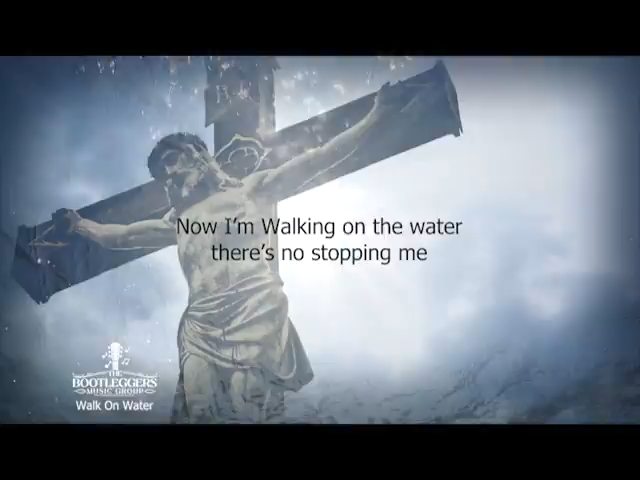 Now I'm Walking on the water
there's no stopping me
THE
BOOTLEGGERS
MUSIC GROUP
Walk On Water